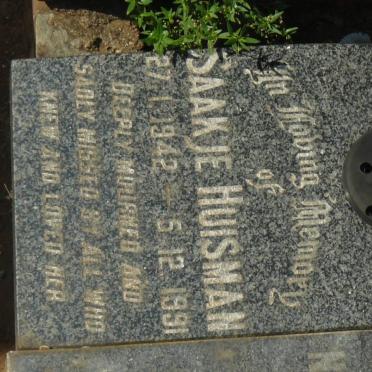 In loving Memory
of
SAAKJE HUISMAN
27.1.1942 – 5.12.1991
DEEPLY MOURNED AND
SADLY MISSED BY ALL WHO
KNEW AND LOVED HER